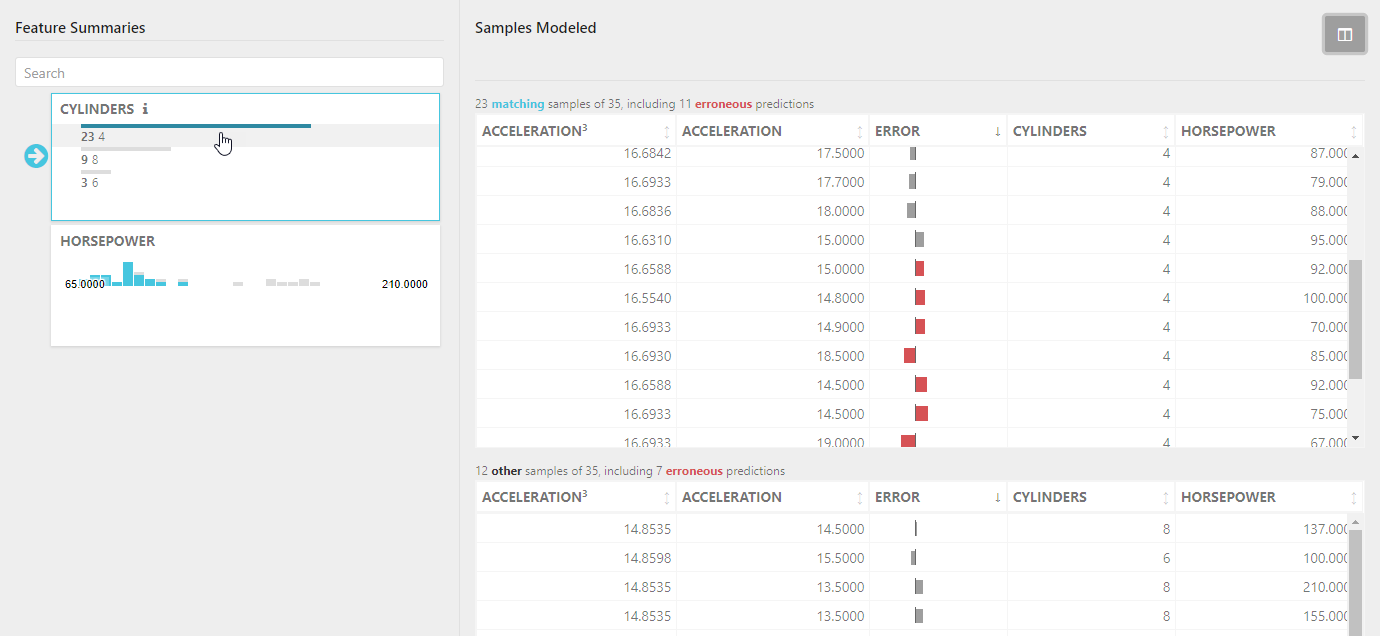 Feature Summaries
Search
CYLINDERS i
23 4
9 8
3 6
HORSEPOWER
65.0000 210.0000
Samples Modeled
23 matching samples of 35, including 11 erroneous predictions
ACCELERATION³ ACCELERATION ERROR ↓ CYLINDERS HORSEPOWER
16.6842 17.5000 4 87.000
16.6933 17.7000 4 79.000
16.6836 18.0000 4 88.000
16.6310 15.0000 4 95.000
16.6588 15.0000 4 92.000
16.5540 14.8000 4 100.000
16.6933 14.9000 4 70.000
16.6930 18.5000 4 85.000
16.6588 14.5000 4 92.000
16.6933 14.5000 4 75.000
16.6933 19.0000 4 67.000
12 other samples of 35, including 7 erroneous predictions
ACCELERATION³ ACCELERATION ERROR ↓ CYLINDERS HORSEPOWER
14.8535 14.5000 8 137.000
14.8598 15.5000 6 100.000
14.8535 13.5000 8 210.000
14.8535 13.5000 8 155.000